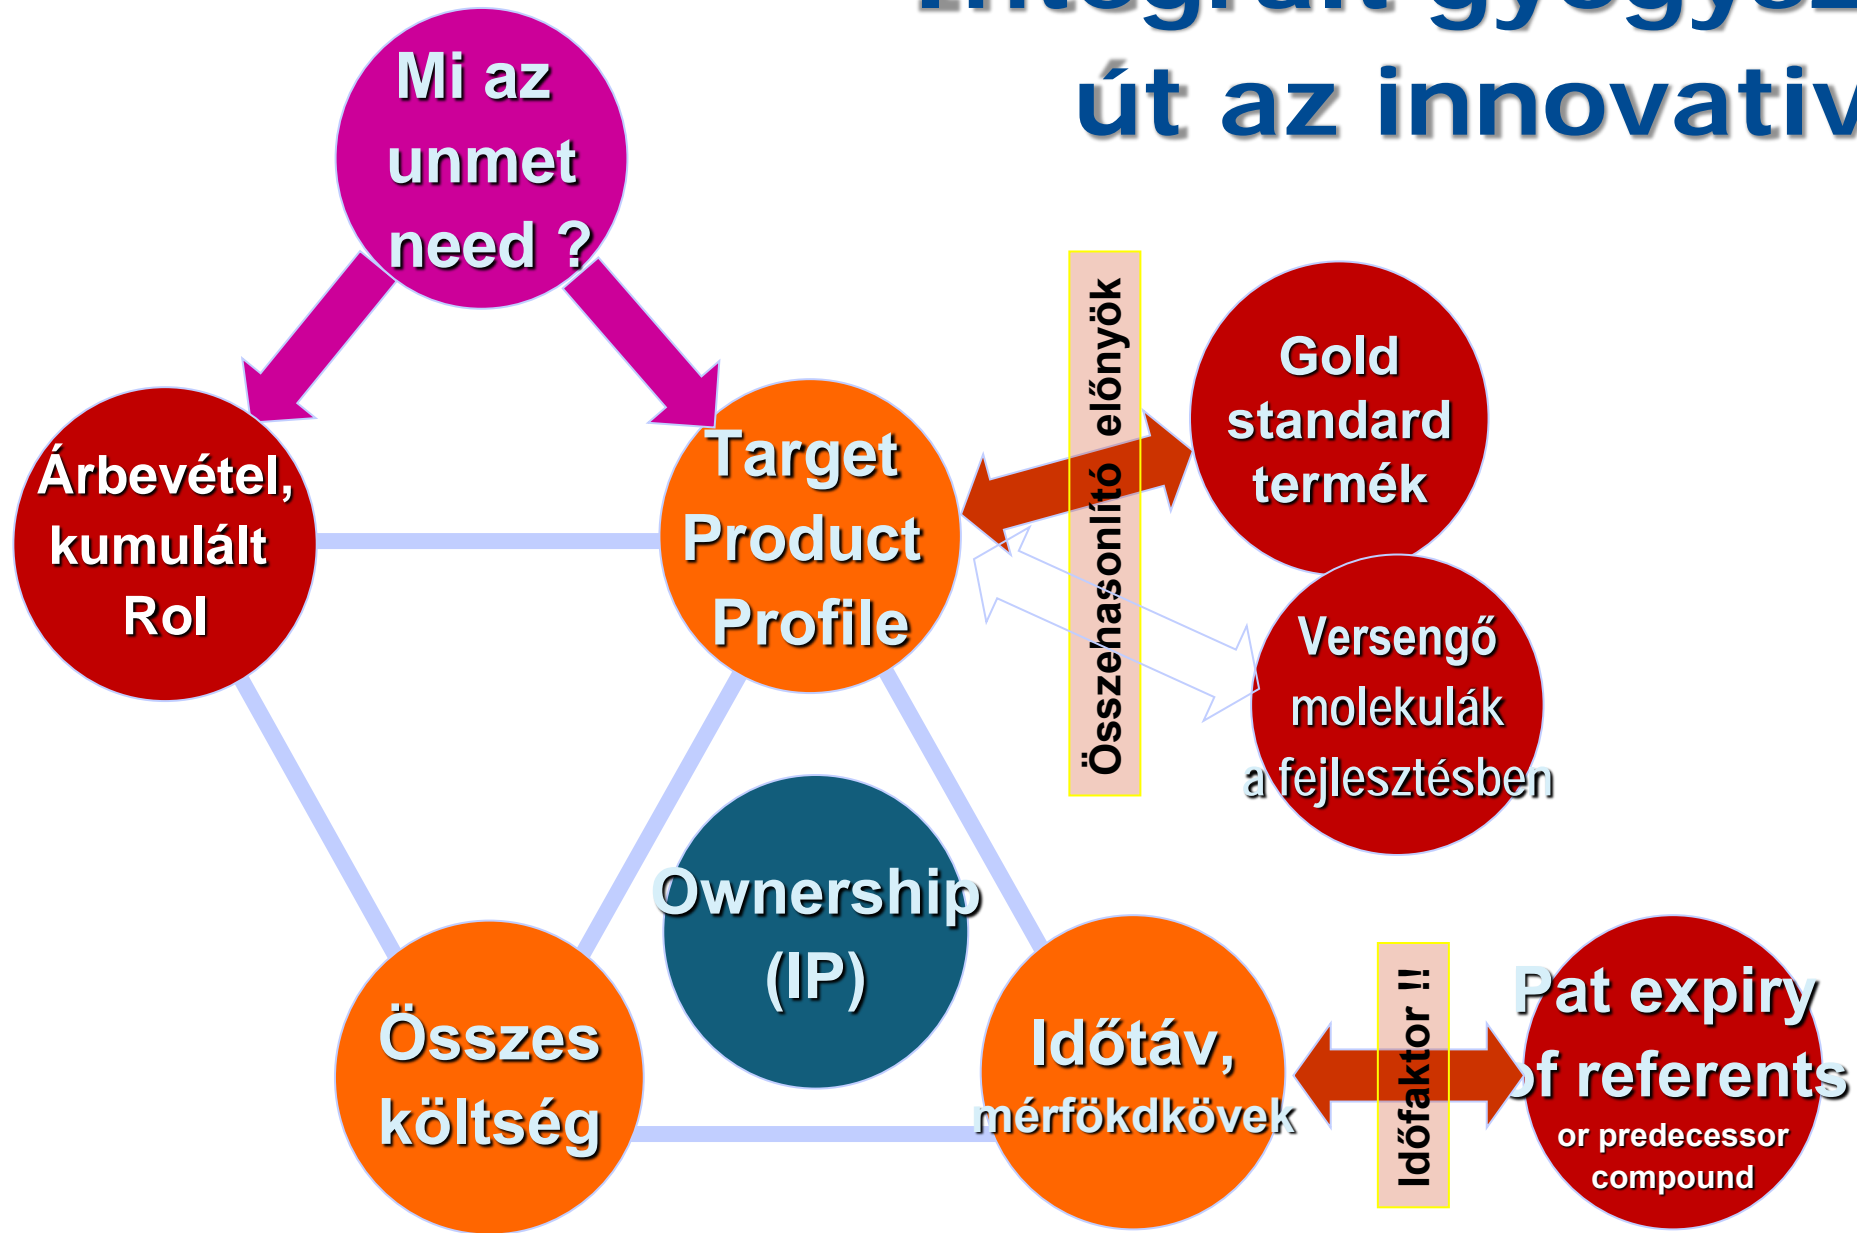 út az innovativ
Mi az
unmet
need ?
Árbevétel,
kumulált
RoI
Target
Product
Profile
Összehasonlító előnyök
Gold
standard
termék
Versengő
molekulák
a fejlesztésben
Ownership
(IP)
Összes
költség
Időtáv,
mérfökdkövek
Időfaktor !!
Pat expiry
of referents
or predecessor
compound